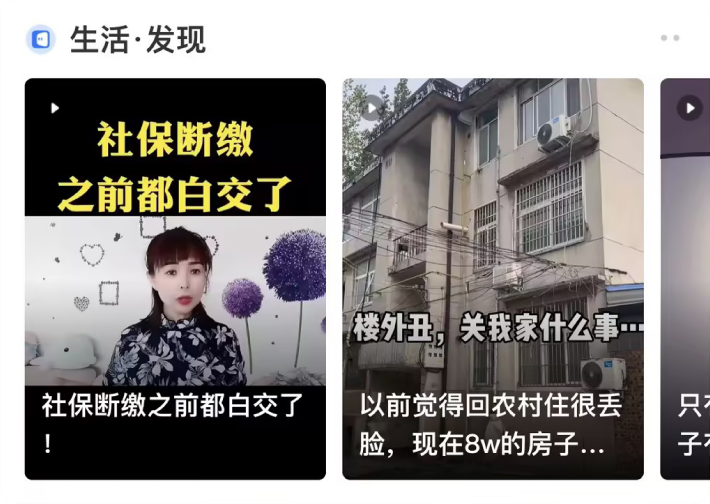 生活·发现
社保断缴
之前都白交了
社保断缴之前都白交了
！
楼外丑，关我家什么事…
以前觉得回农村住很丢
脸，现在8w的房子...
只
子